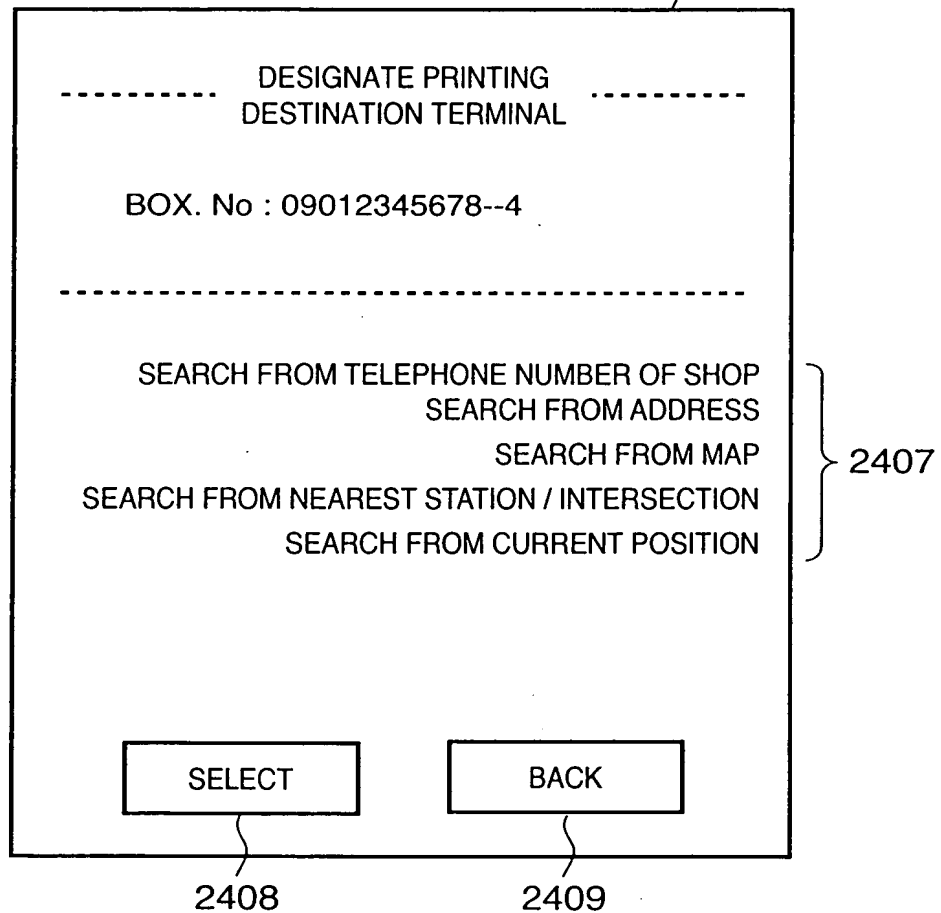 DESIGNATE PRINTING
DESTINATION TERMINAL
BOX. No : 09012345678--4
SEARCH FROM TELEPHONE NUMBER OF SHOP
SEARCH FROM ADDRESS
SEARCH FROM MAP
SEARCH FROM NEAREST STATION / INTERSECTION
SEARCH FROM CURRENT POSITION
2407
SELECT
BACK
2408
2409